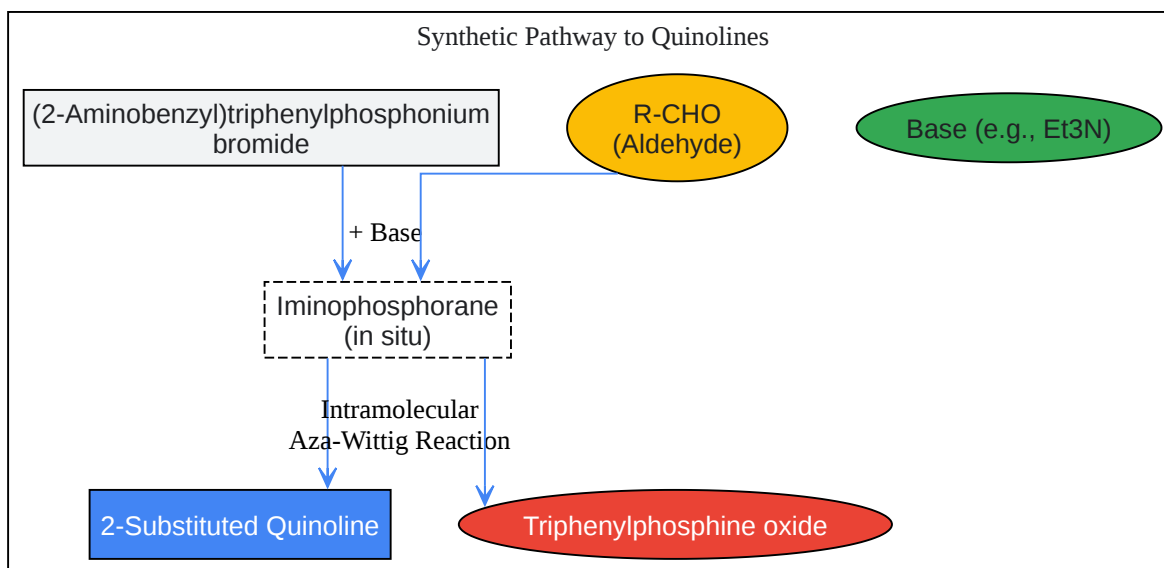 Synthetic Pathway to Quinolines
(2-Aminobenzyl)triphenylphosphonium
bromide
R-CHO
(Aldehyde)
Base (e.g., Et3N)
+ Base
Iminophosphorane
(in situ)
Intramolecular
Aza-Wittig Reaction
2-Substituted Quinoline
Triphenylphosphine oxide